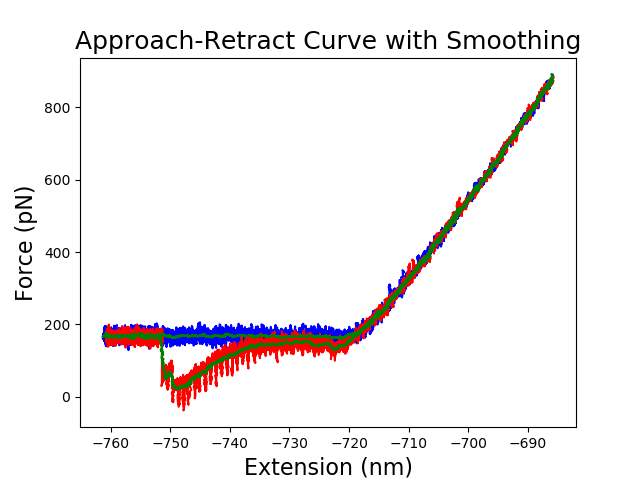 Approach-Retract Curve with Smoothing
Force (pN)
800
600
400
200
0
−760 −750 −740 −730 −720 −710 −700 −690
Extension (nm)